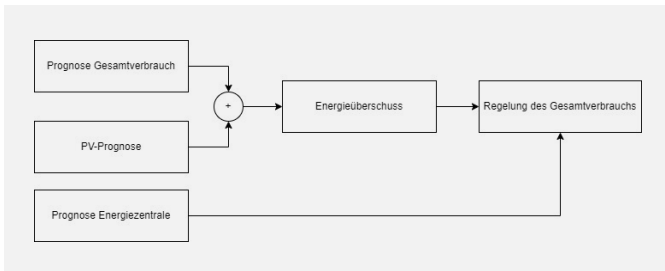 Prognose Gesamtverbrauch
+
Energieüberschuss
Regelung des Gesamtverbrauchs
PV-Prognose
Prognose Energiezentrale